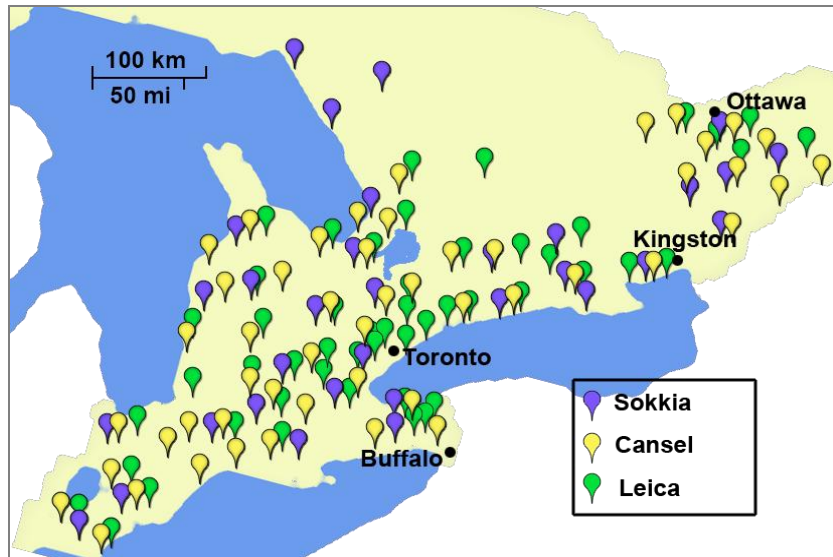 100 km
50 mi
Ottawa
Kingston
Toronto
Buffalo
Sokkia
Cansel
Leica